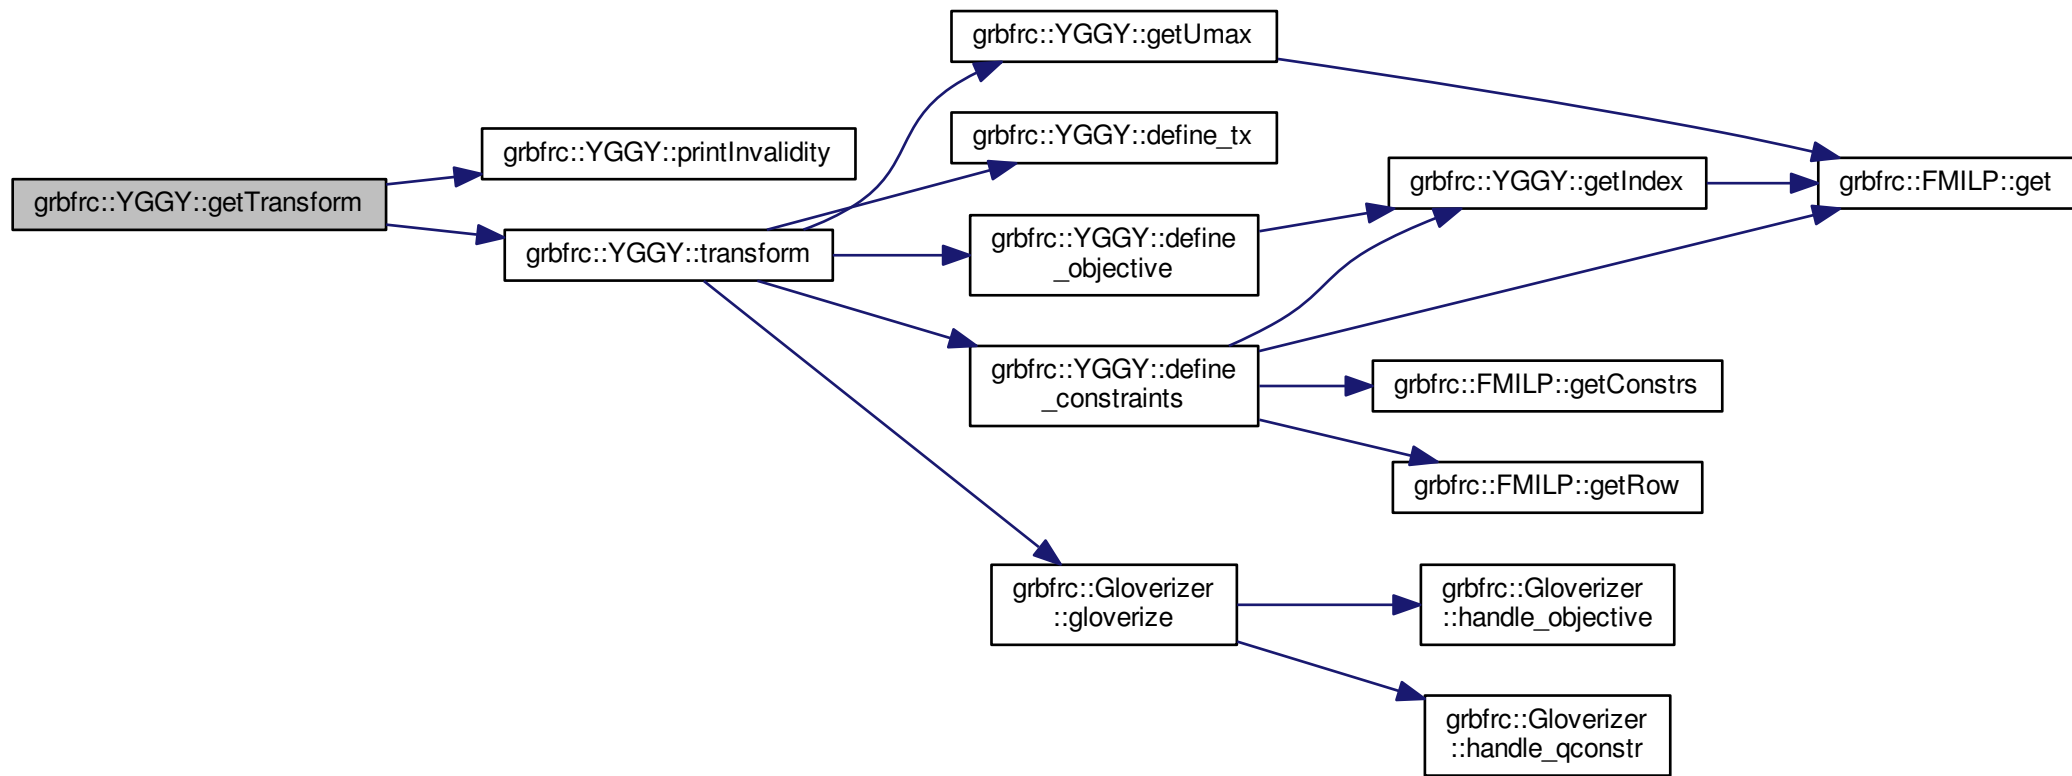 grbfrc::YGGY::getTransform
grbfrc::YGGY::printInvalidity
grbfrc::YGGY::transform
grbfrc::YGGY::getUmax
grbfrc::YGGY::define_tx
grbfrc::YGGY::define
_objective
grbfrc::YGGY::define
_constraints
grbfrc::Gloverizer
::gloverize
grbfrc::YGGY::getIndex
grbfrc::FMILP::getConstrs
grbfrc::FMILP::getRow
grbfrc::Gloverizer
::handle_objective
grbfrc::Gloverizer
::handle_qconstr
grbfrc::FMILP::get